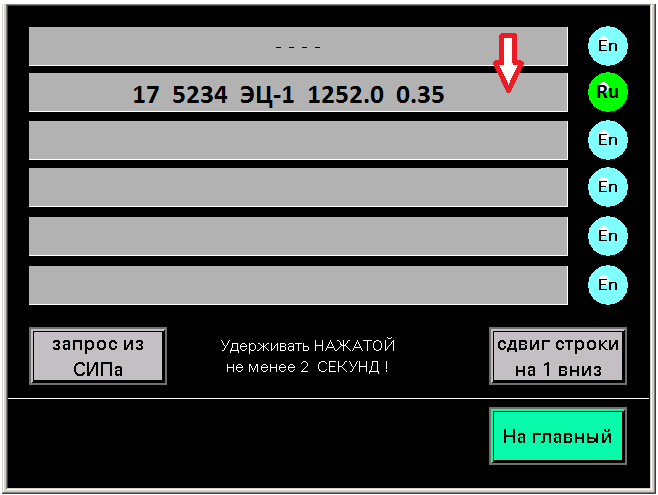 - - - - En
17 5234 ЭЦ-1 1252.0 0.35 Ru
En
En
En
En
запрос из
СИПа
Удерживать НАЖАТОЙ
не менее 2 СЕКУНД !
сдвиг строки
на 1 вниз
На главный